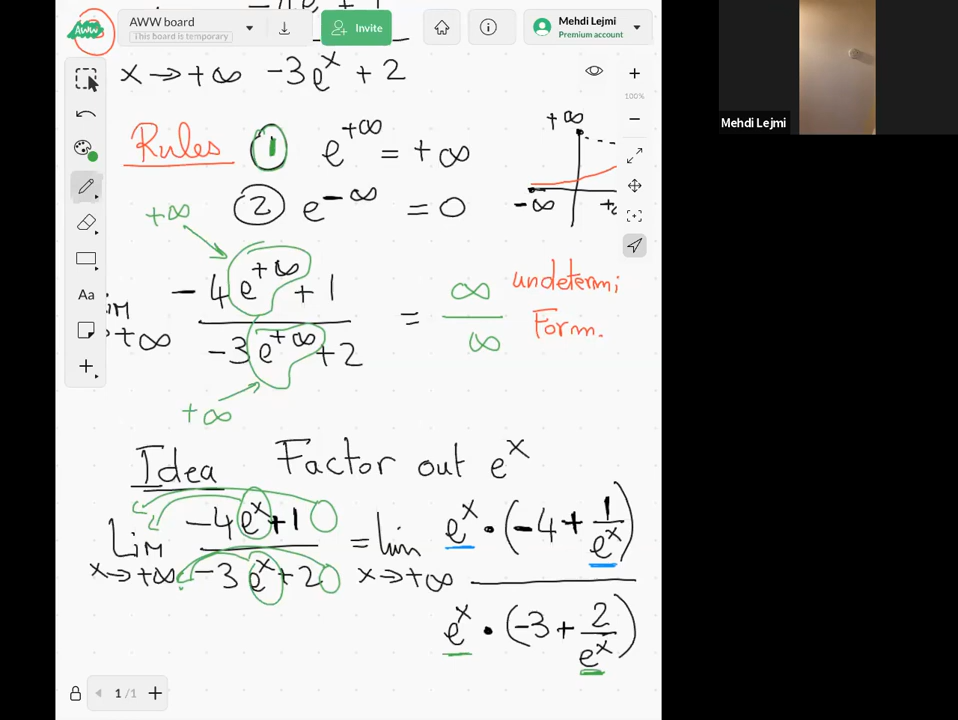 AWW
AWW board
This board is temporary
Invite
Mehdi Lejmi
Premium account
x → +∞ -3e^x + 2
100%
Rules ① e^{+∞} = +∞
② e^{-∞} = 0
+∞
-∞
+∞
-4e^{+∞} + 1
+∞
-3e^{+∞} + 2
= ∞
∞
undetermi
Form.
+∞
Idea Factor out e^x
Lim -4e^x + 1 = lim e^x • (-4 + 1/e^x)
x → +∞ -3e^x + 2 x → +∞ e^x • (-3 + 2/e^x)
Aa
1 / 1
Mehdi Lejmi